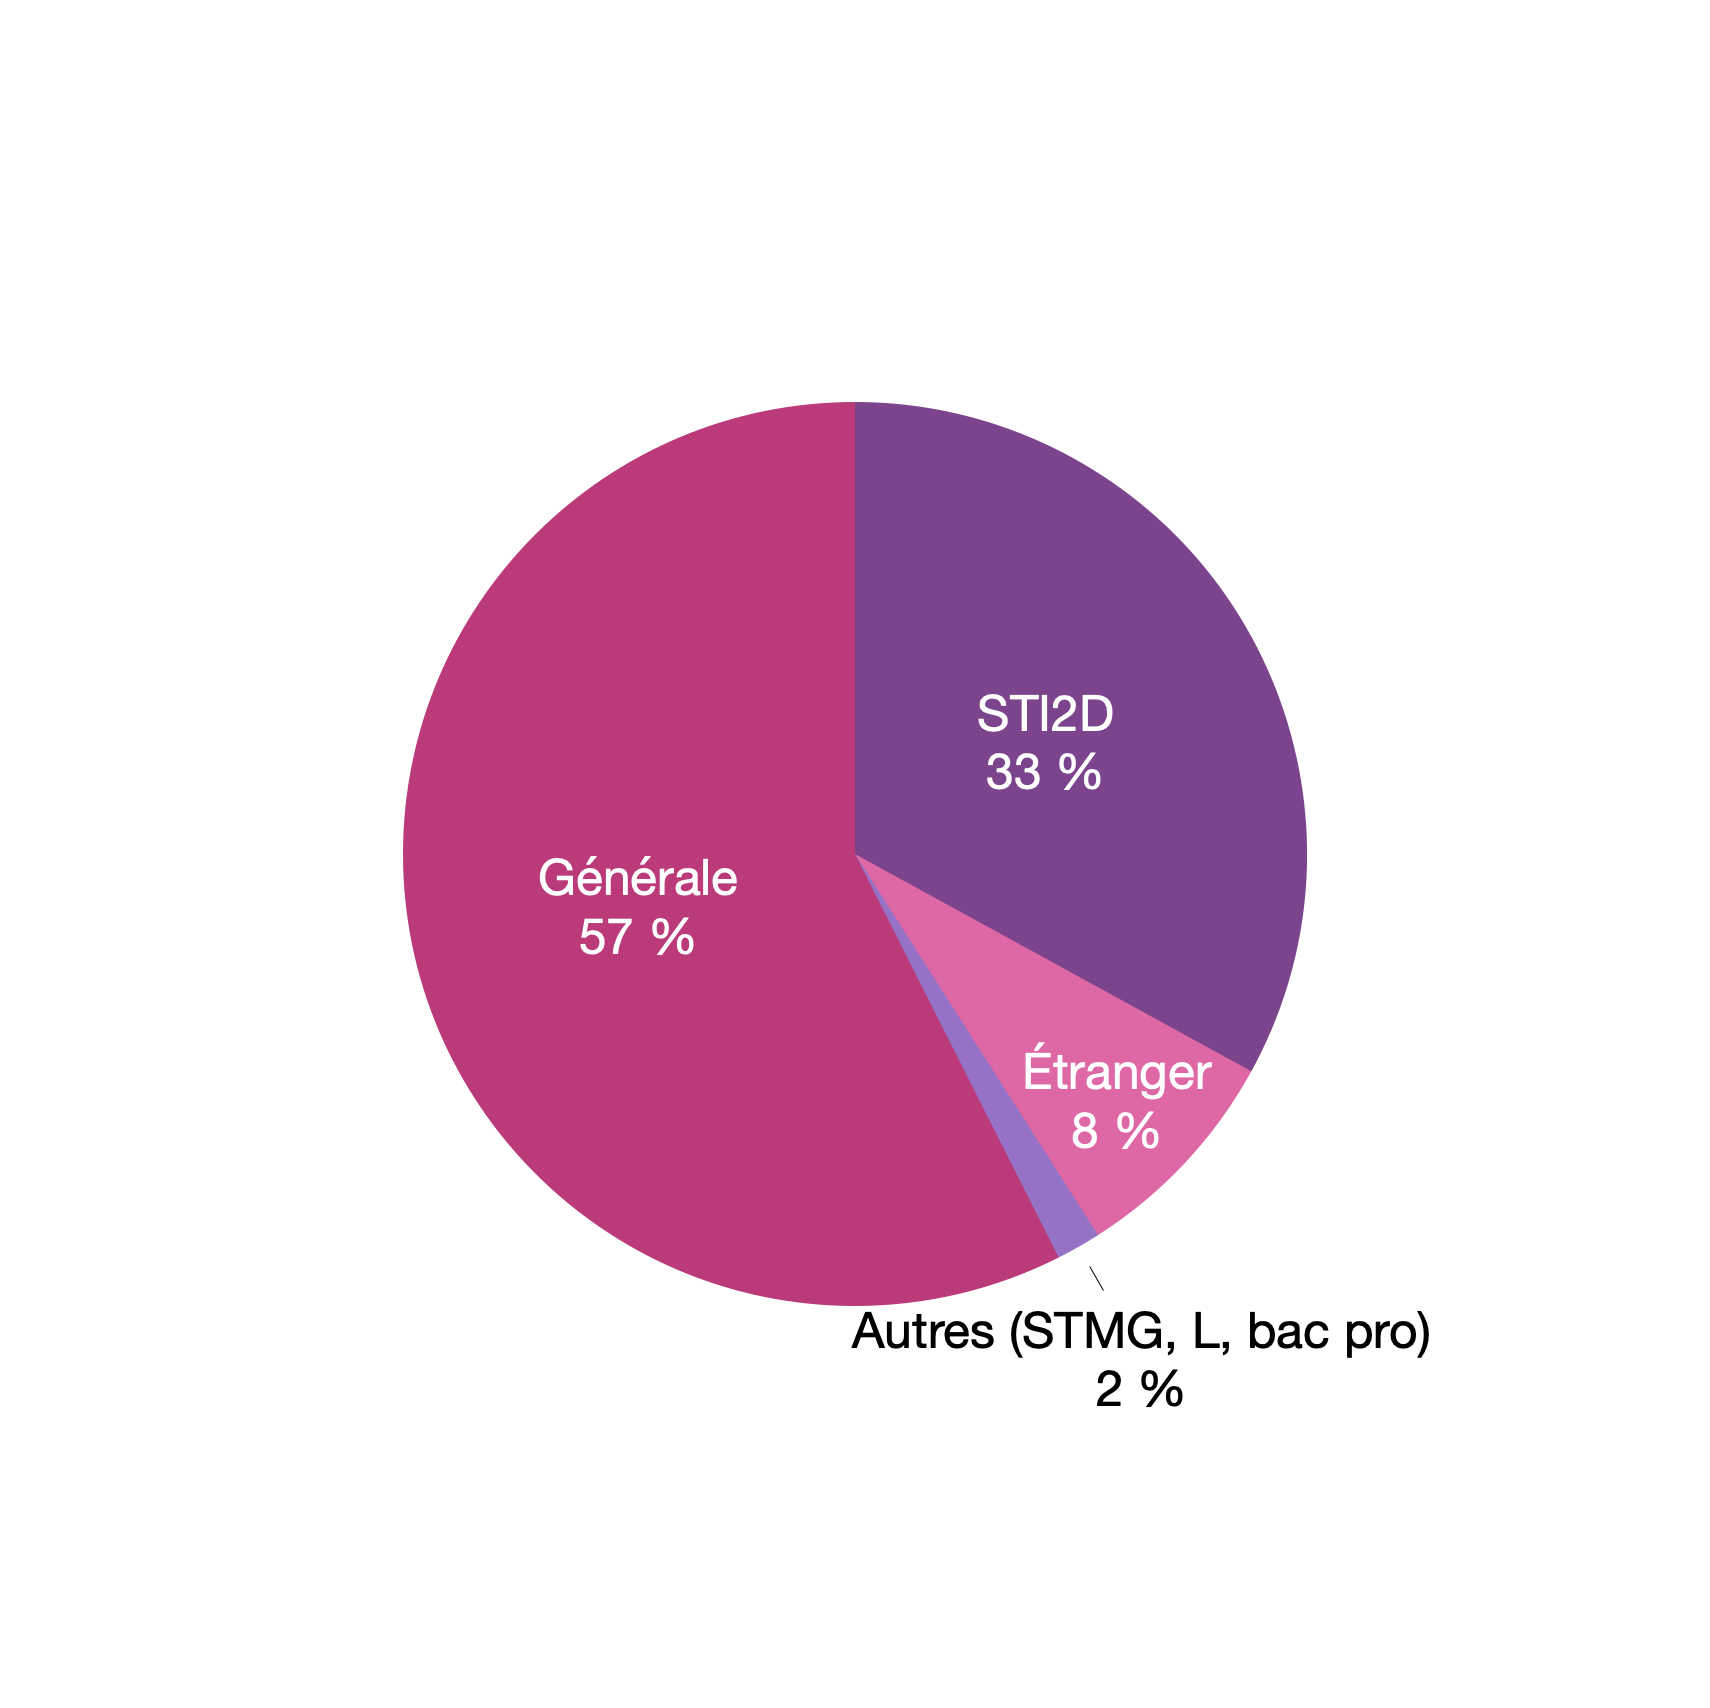 STI2D
33 %
Générale
57 %
Étranger
8 %
Autres (STMG, L, bac pro)
2 %